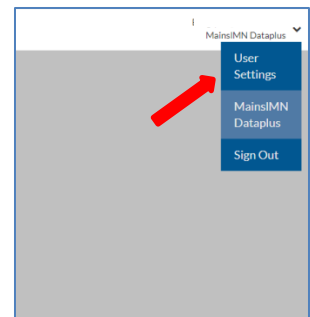 MainsIMN Dataplus
User
Settings
MainsIMN
Dataplus
Sign Out